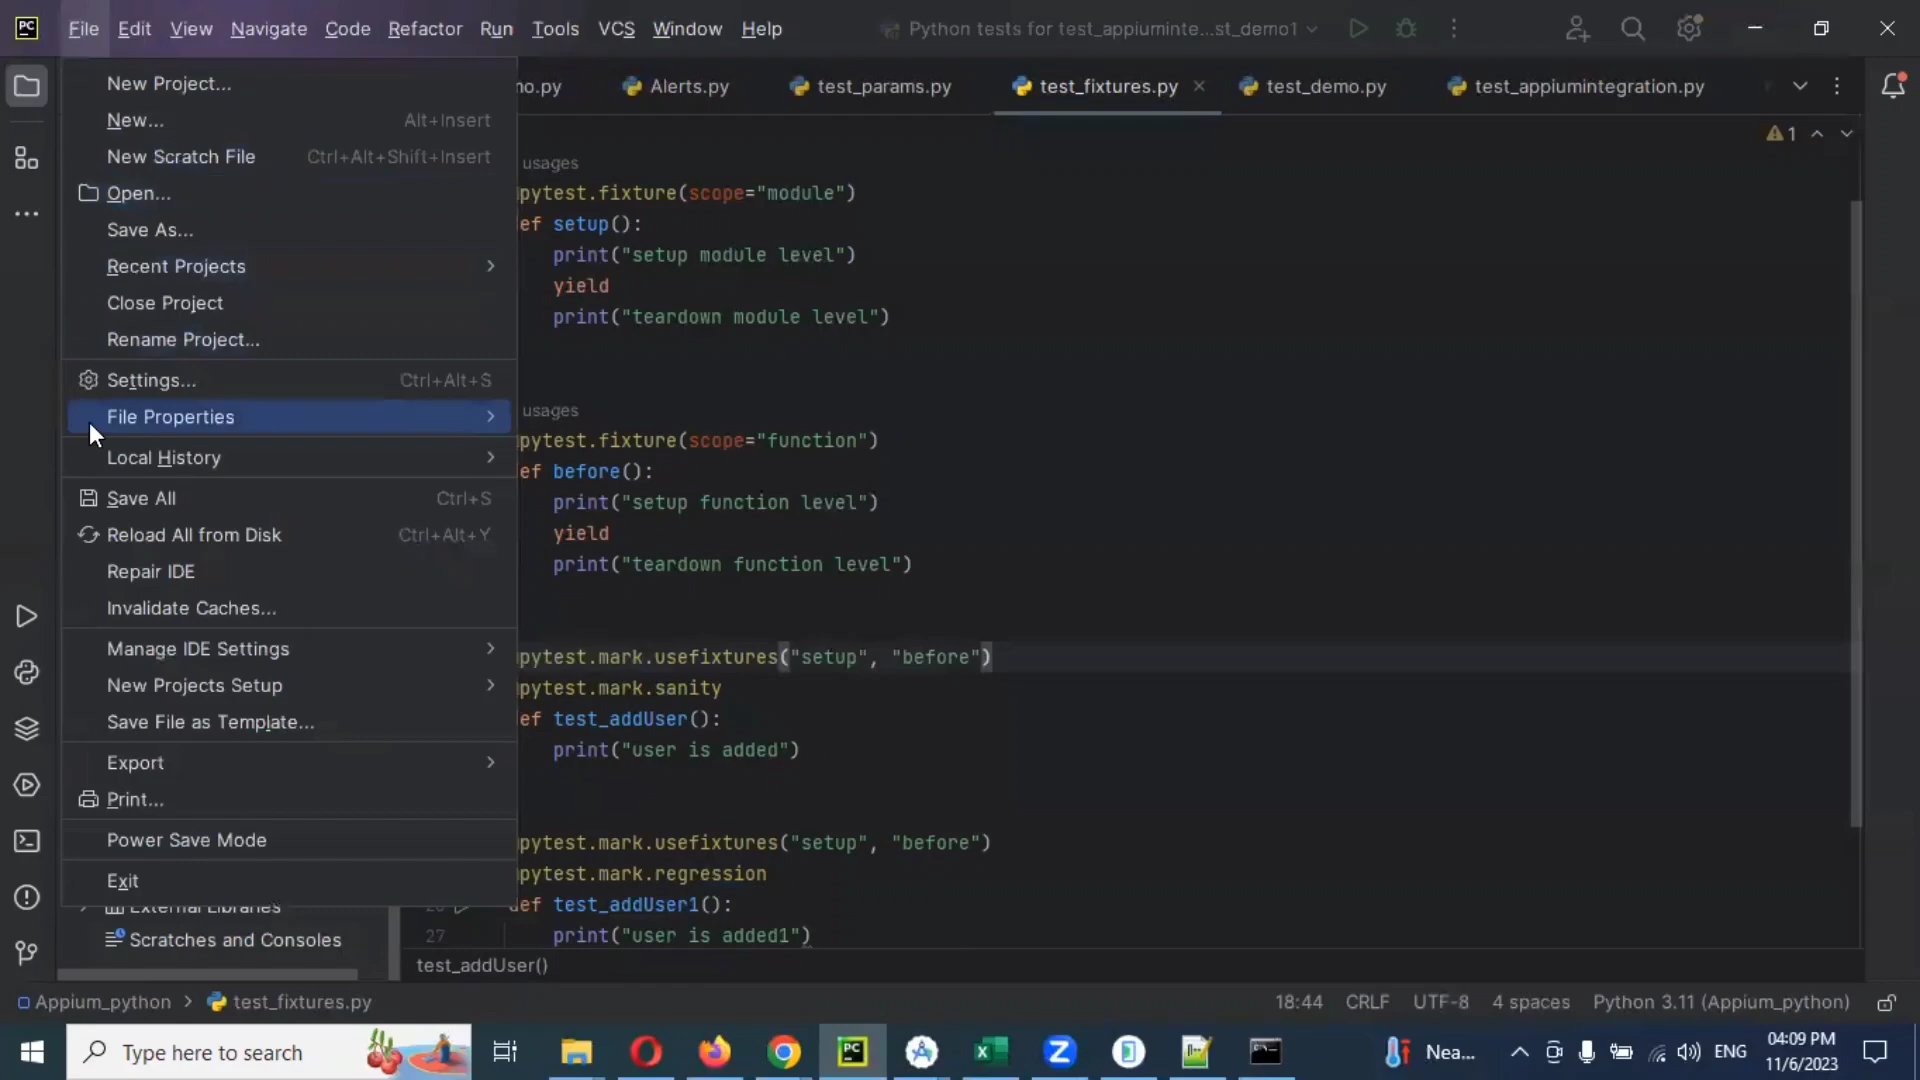 PC File Edit View Navigate Code Refactor Run Tools VCS Window Help Python tests for test_appiuminte...st_demo1
mo.py Alerts.py test_params.py test_fixtures.py test_demo.py test_appiumintegration.py
1
New Project...
New... Alt+Insert
New Scratch File Ctrl+Alt+Shift+Insert
Open...
Save As...
Recent Projects
Close Project
Rename Project...
Settings... Ctrl+Alt+S
File Properties
Local History
Save All Ctrl+S
Reload All from Disk Ctrl+Alt+Y
Repair IDE
Invalidate Caches...
Manage IDE Settings
New Projects Setup
Save File as Template...
Export
Print...
Power Save Mode
Exit
External Libraries
Scratches and Consoles
usages
pytest.fixture(scope="module")
ef setup():
print("setup module level")
yield
print("teardown module level")
usages
pytest.fixture(scope="function")
ef before():
print("setup function level")
yield
print("teardown function level")
pytest.mark.usefixtures("setup", "before")
pytest.mark.sanity
ef test_addUser():
print("user is added")
pytest.mark.usefixtures("setup", "before")
pytest.mark.regression
def test_addUser1():
27 print("user is added1")
test_addUser()
Appium_python > test_fixtures.py 18:44 CRLF UTF-8 4 spaces Python 3.11 (Appium_python)
Type here to search PC Nea... ENG 04:09 PM
11/6/2023